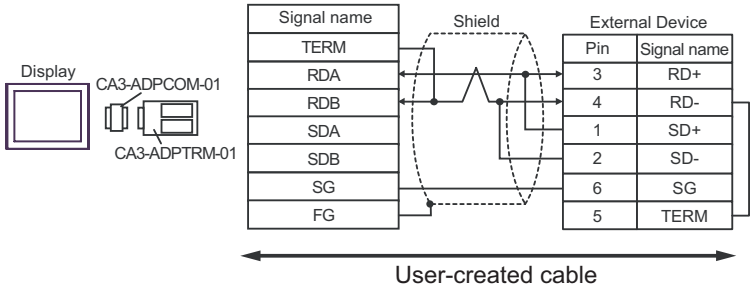 Display
CA3-ADPCOM-01
CA3-ADPTRM-01
Signal name
TERM
RDA
RDB
SDA
SDB
SG
FG
Shield
External Device
Pin Signal name
3 RD+
4 RD-
1 SD+
2 SD-
6 SG
5 TERM
User-created cable